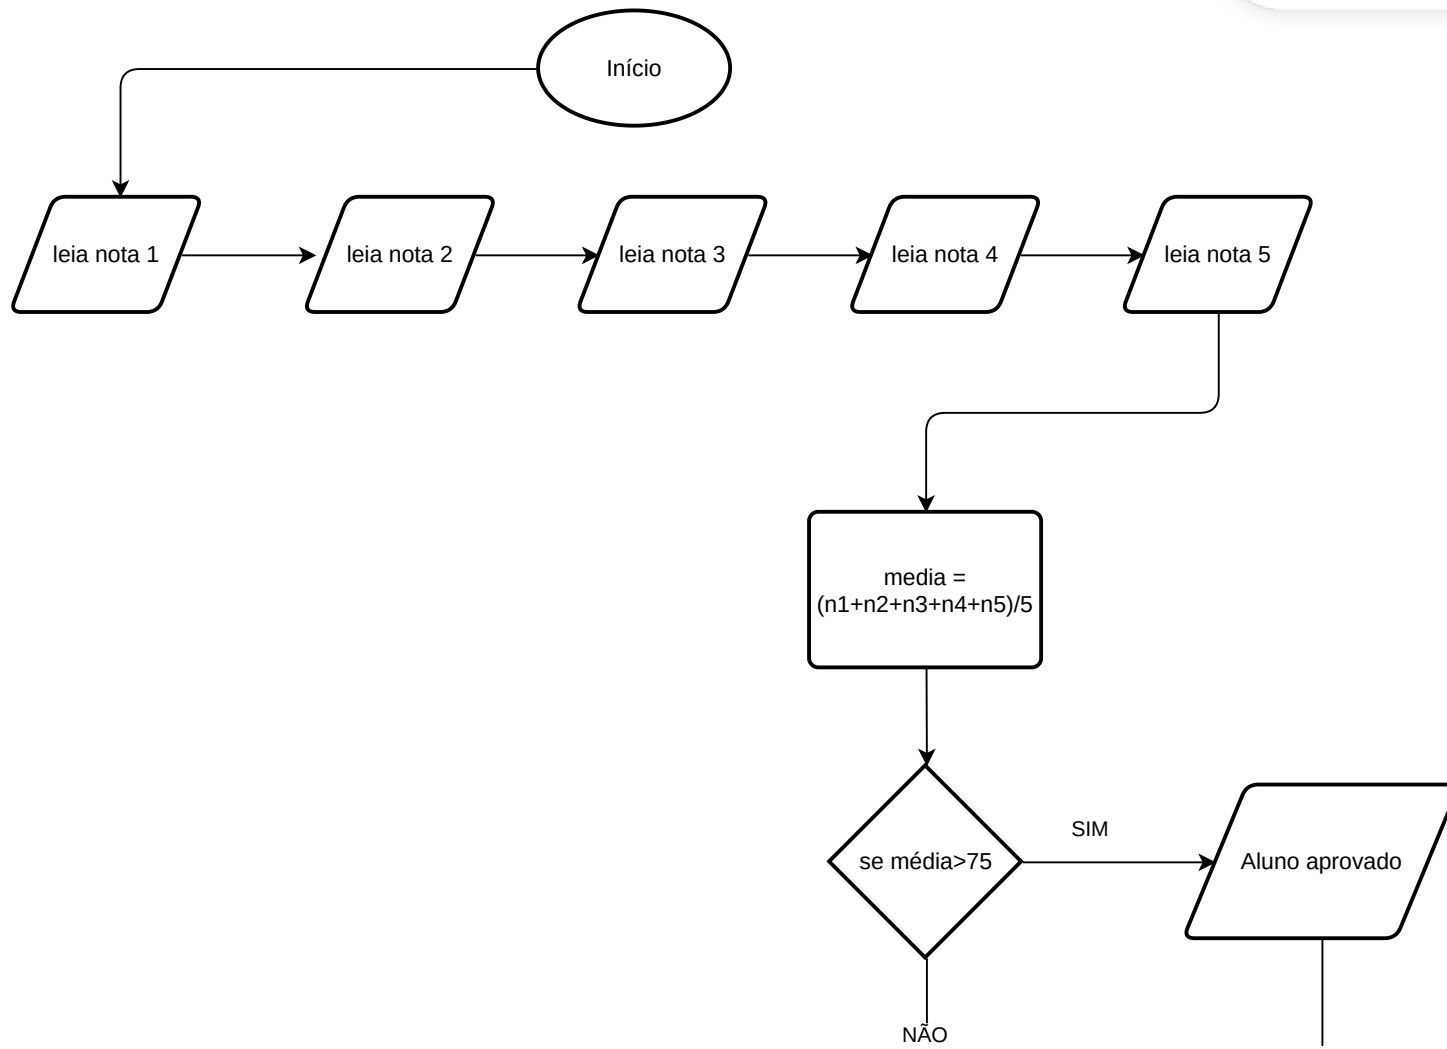 Início
leia nota 1
leia nota 2
leia nota 3
leia nota 4
leia nota 5
media =
(n1+n2+n3+n4+n5)/5
se média>75
SIM
Aluno aprovado
NÃO